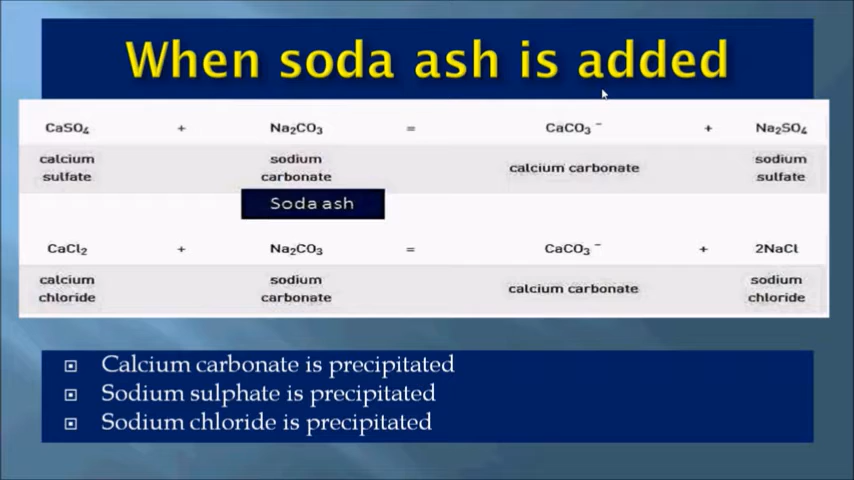 When soda ash is added
CaSO₄ + Na₂CO₃ = CaCO₃⁻ + Na₂SO₄
calcium sodium calcium carbonate sodium
sulfate carbonate sulfate
Soda ash
CaCl₂ + Na₂CO₃ = CaCO₃⁻ + 2NaCl
calcium sodium calcium carbonate sodium
chloride carbonate chloride
Calcium carbonate is precipitated
Sodium sulphate is precipitated
Sodium chloride is precipitated